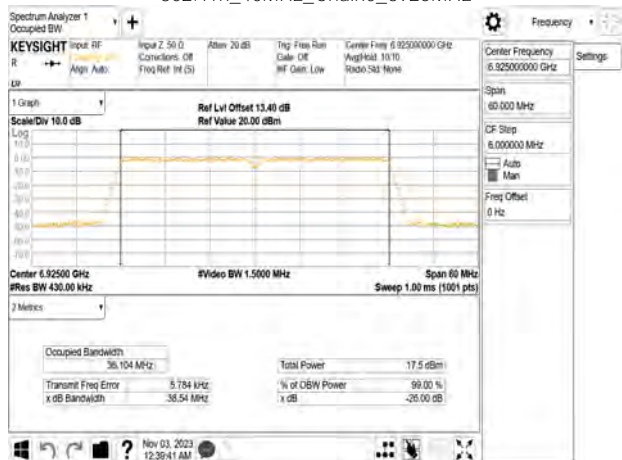 Spectrum Analyzer 1
Occupied BW
+
Frequency
KEYSIGHT Input: RF
R
Align: Auto
Input Z: 50 Ω
Corrections: Off
Freq Ref: Int (S)
Atten: 20 dB
Trig: Free Run
Gate: Off
#IF Gain: Low
Center Freq: 6.925000000 GHz
Avg|Hold: 10/10
Radio Std: None
Center Frequency
6.925000000 GHz
Settings
Span
60.000 MHz
CF Step
6.000000 MHz
Auto
Man
Freq Offset
0 Hz
1 Graph
Scale/Div 10.0 dB
Ref Lvl Offset 13.40 dB
Ref Value 20.00 dBm
Log
10.0
0.00
Center 6.92500 GHz
#Res BW 430.00 kHz
#Video BW 1.5000 MHz
Span 60 MHz
Sweep 1.00 ms (1001 pts)
2 Metrics
Occupied Bandwidth
36.104 MHz
Total Power 17.5 dBm
Transmit Freq Error 5.784 kHz
% of OBW Power 99.00 %
x dB Bandwidth 38.54 MHz
x dB -26.00 dB
?
Nov 03, 2023
12:39:41 AM